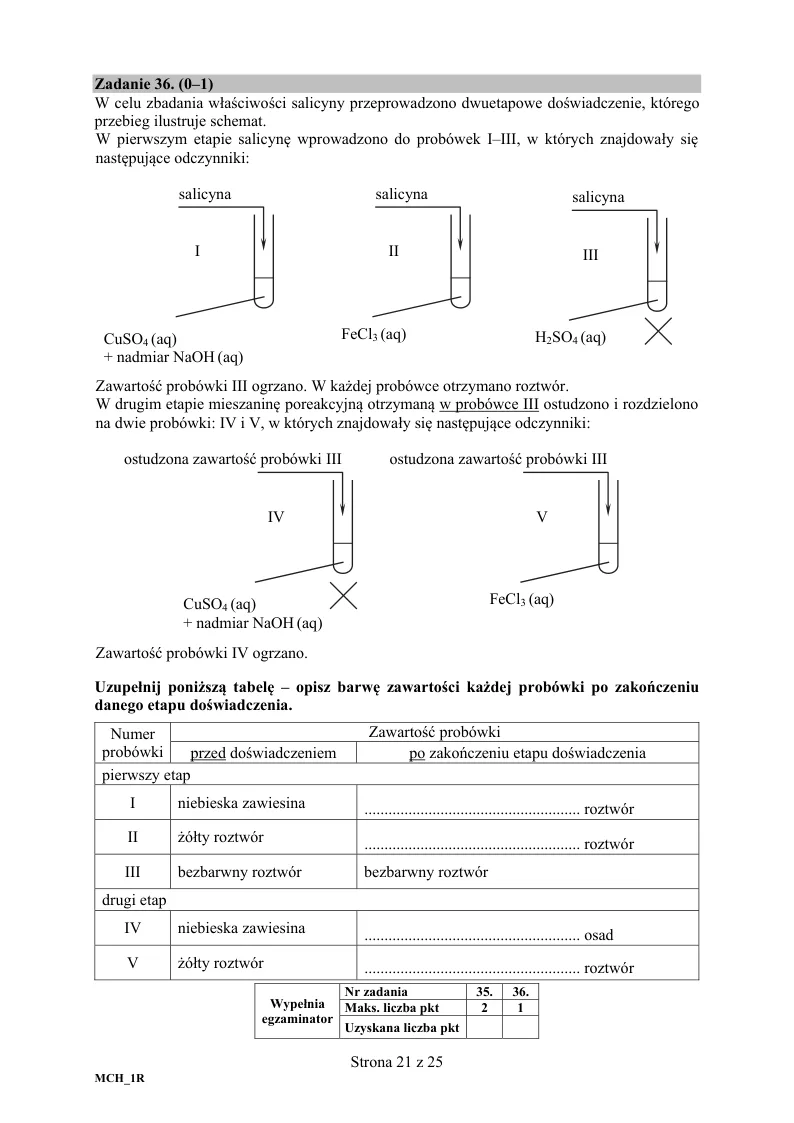 Zadanie 36. (0–1)
W celu zbadania właściwości salicyny przeprowadzono dwuetapowe doświadczenie, którego
przebieg ilustruje schemat.
W pierwszym etapie salicynę wprowadzono do probówek I–III, w których znajdowały się
następujące odczynniki:
salicyna salicyna salicyna
I II III
CuSO4 (aq)
+ nadmiar NaOH (aq)
FeCl3 (aq)
H2SO4 (aq)
Zawartość probówki III ogrzano. W każdej probówce otrzymano roztwór.
W drugim etapie mieszaninę poreakcyjną otrzymaną w probówce III ostudzono i rozdzielono
na dwie probówki: IV i V, w których znajdowały się następujące odczynniki:
ostudzona zawartość probówki III ostudzona zawartość probówki III
IV V
CuSO4 (aq)
+ nadmiar NaOH (aq)
FeCl3 (aq)
Zawartość probówki IV ogrzano.
Uzupełnij poniższą tabelę – opisz barwę zawartości każdej probówki po zakończeniu
danego etapu doświadczenia.
Numer
probówki
Zawartość probówki
przed doświadczeniem po zakończeniu etapu doświadczenia
pierwszy etap
I niebieska zawiesina ...................................................... roztwór
II żółty roztwór ...................................................... roztwór
III bezbarwny roztwór bezbarwny roztwór
drugi etap
IV niebieska zawiesina ...................................................... osad
V żółty roztwór ...................................................... roztwór
Wypełnia
egzaminator
Nr zadania 35. 36.
Maks. liczba pkt 2 1
Uzyskana liczba pkt
Strona 21 z 25
MCH_1R